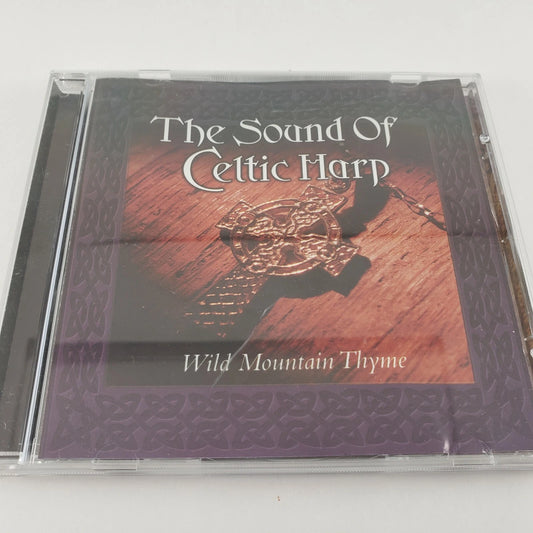 The Sound Of
Celtic Harp
Wild Mountain Thyme